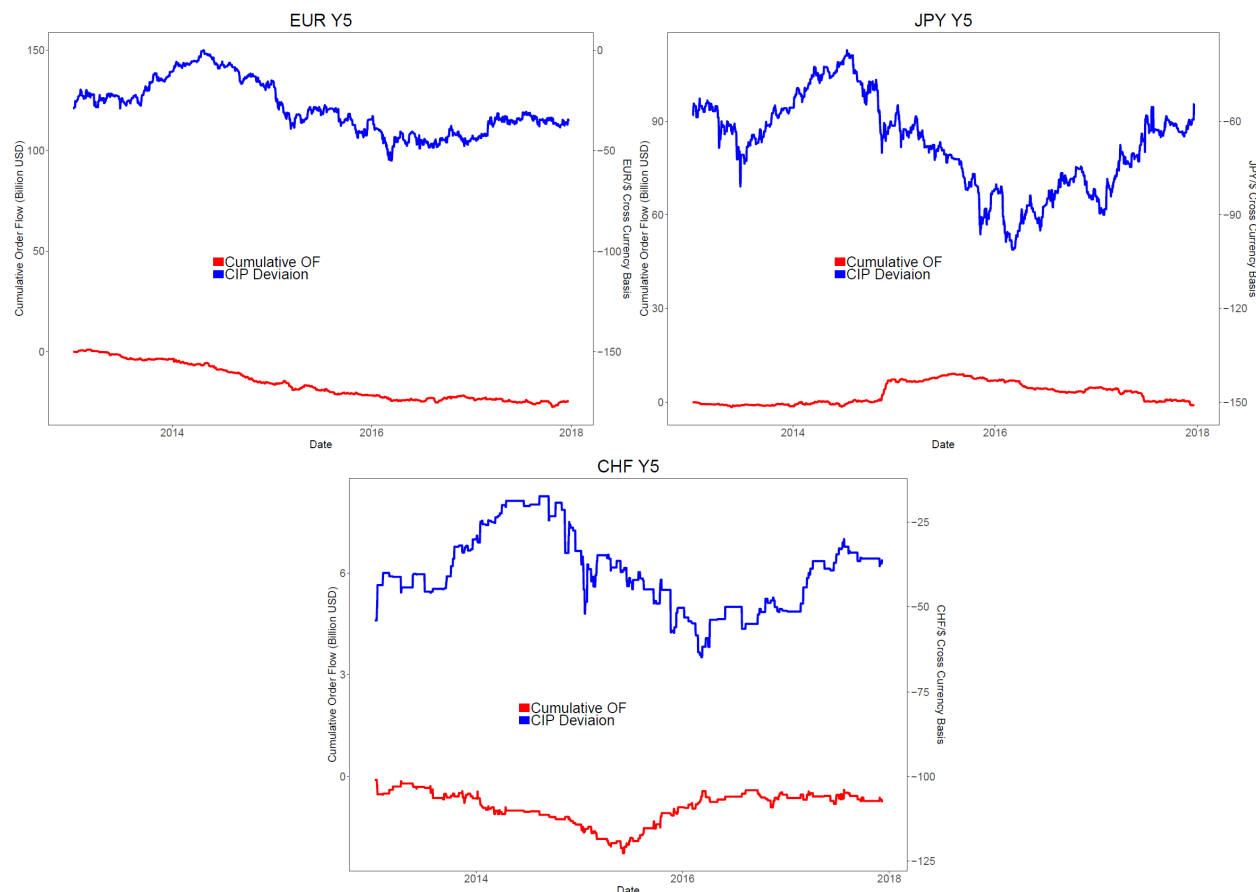 EUR Y5
Cumulative Order Flow (Billion USD)
150
100
50
0
0
−50
−100
−150
EUR/$ Cross Currency Basis
Cumulative OF
CIP Deviaion
2014
2016
2018
Date
JPY Y5
Cumulative Order Flow (Billion USD)
90
60
30
0
−60
−90
−120
−150
JPY/$ Cross Currency Basis
Cumulative OF
CIP Deviaion
2014
2016
2018
Date
CHF Y5
Cumulative Order Flow (Billion USD)
6
3
0
−25
−50
−75
−100
−125
CHF/$ Cross Currency Basis
Cumulative OF
CIP Deviaion
2014
2016
2018
Date